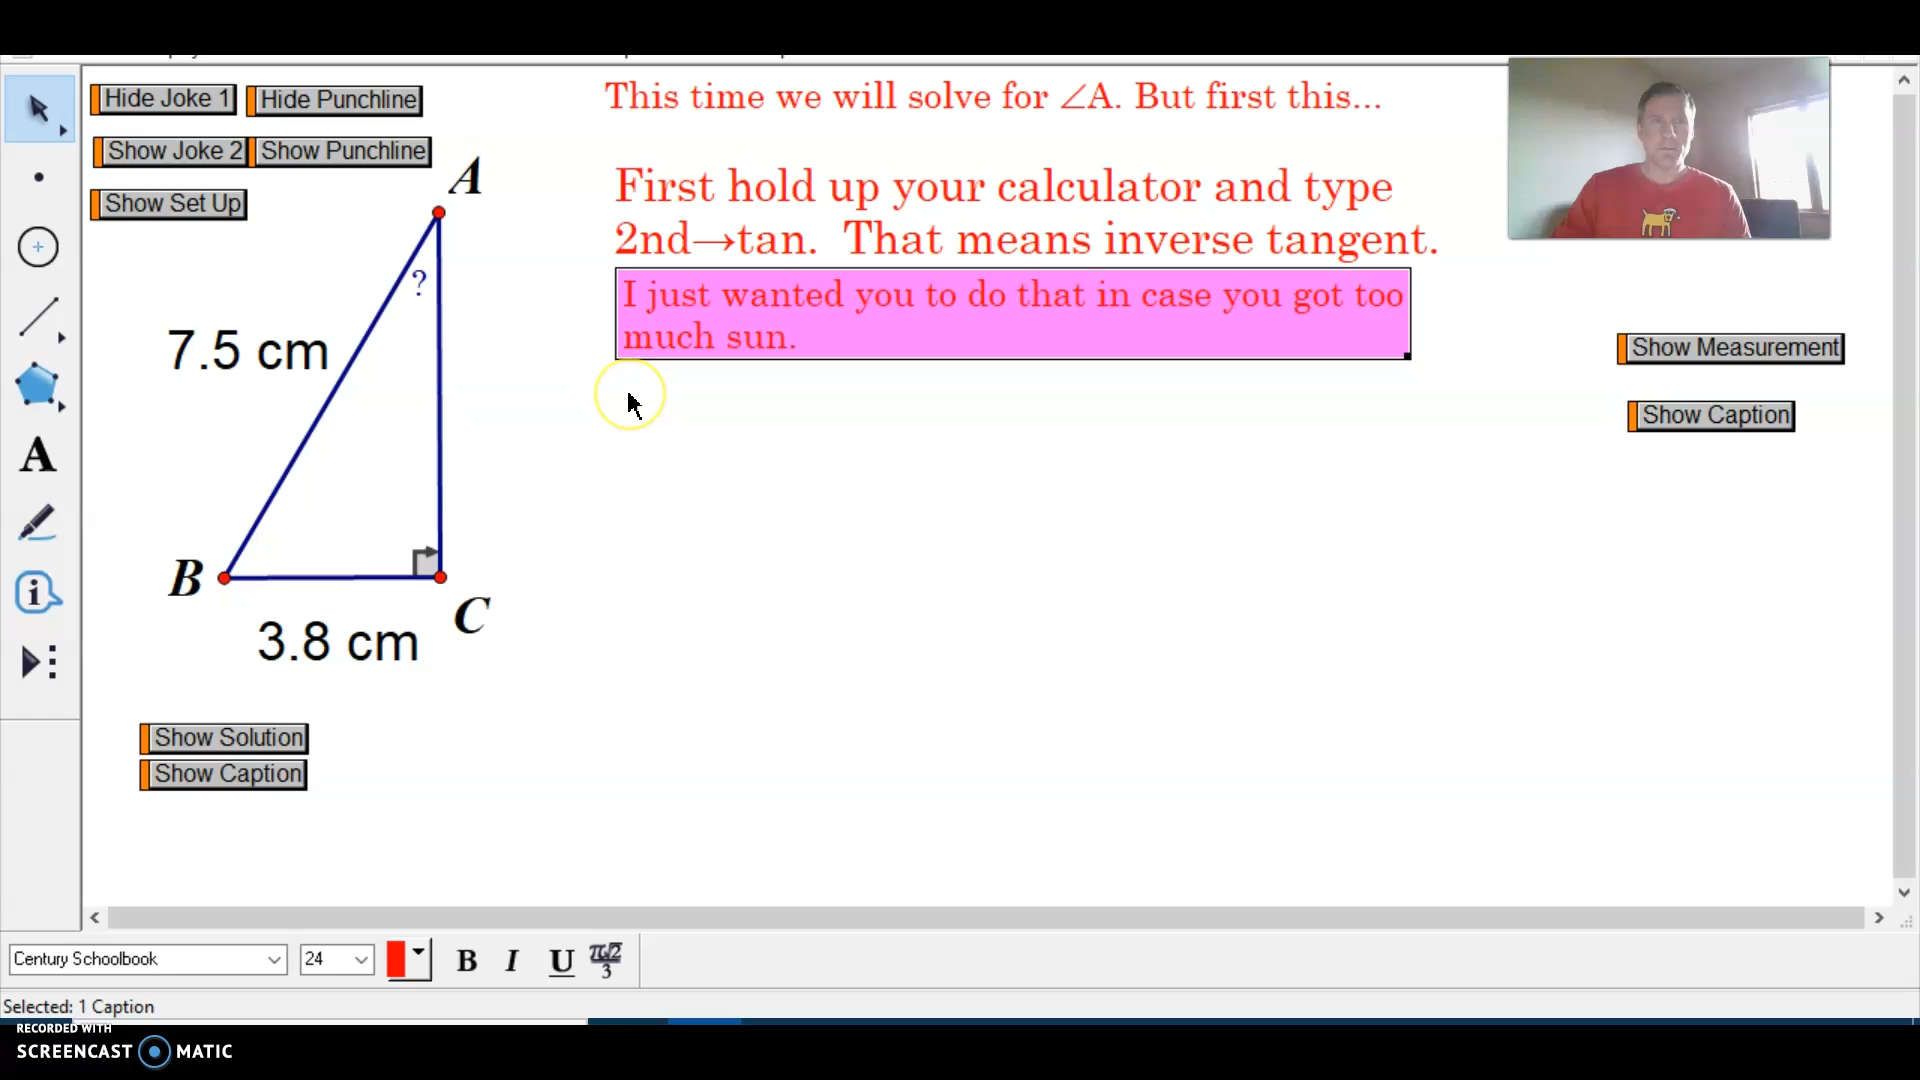 Hide Joke 1
Hide Punchline
Show Joke 2
Show Punchline
Show Set Up
This time we will solve for ∠A. But first this...
First hold up your calculator and type
2nd→tan. That means inverse tangent.
I just wanted you to do that in case you got too
much sun.
A
?
7.5 cm
B
C
3.8 cm
Show Measurement
Show Caption
Show Solution
Show Caption
A
i
Century Schoolbook
24
B I U π√2/3
Selected: 1 Caption
RECORDED WITH
SCREENCAST MATIC